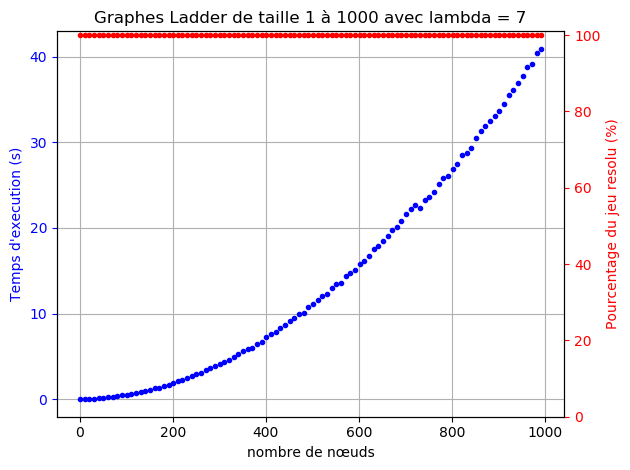 Graphes Ladder de taille 1 à 1000 avec lambda = 7
Temps d'execution (s)
40
30
20
10
0
100
80
60
40
20
0
Pourcentage du jeu resolu (%)
0 200 400 600 800 1000
nombre de nœuds